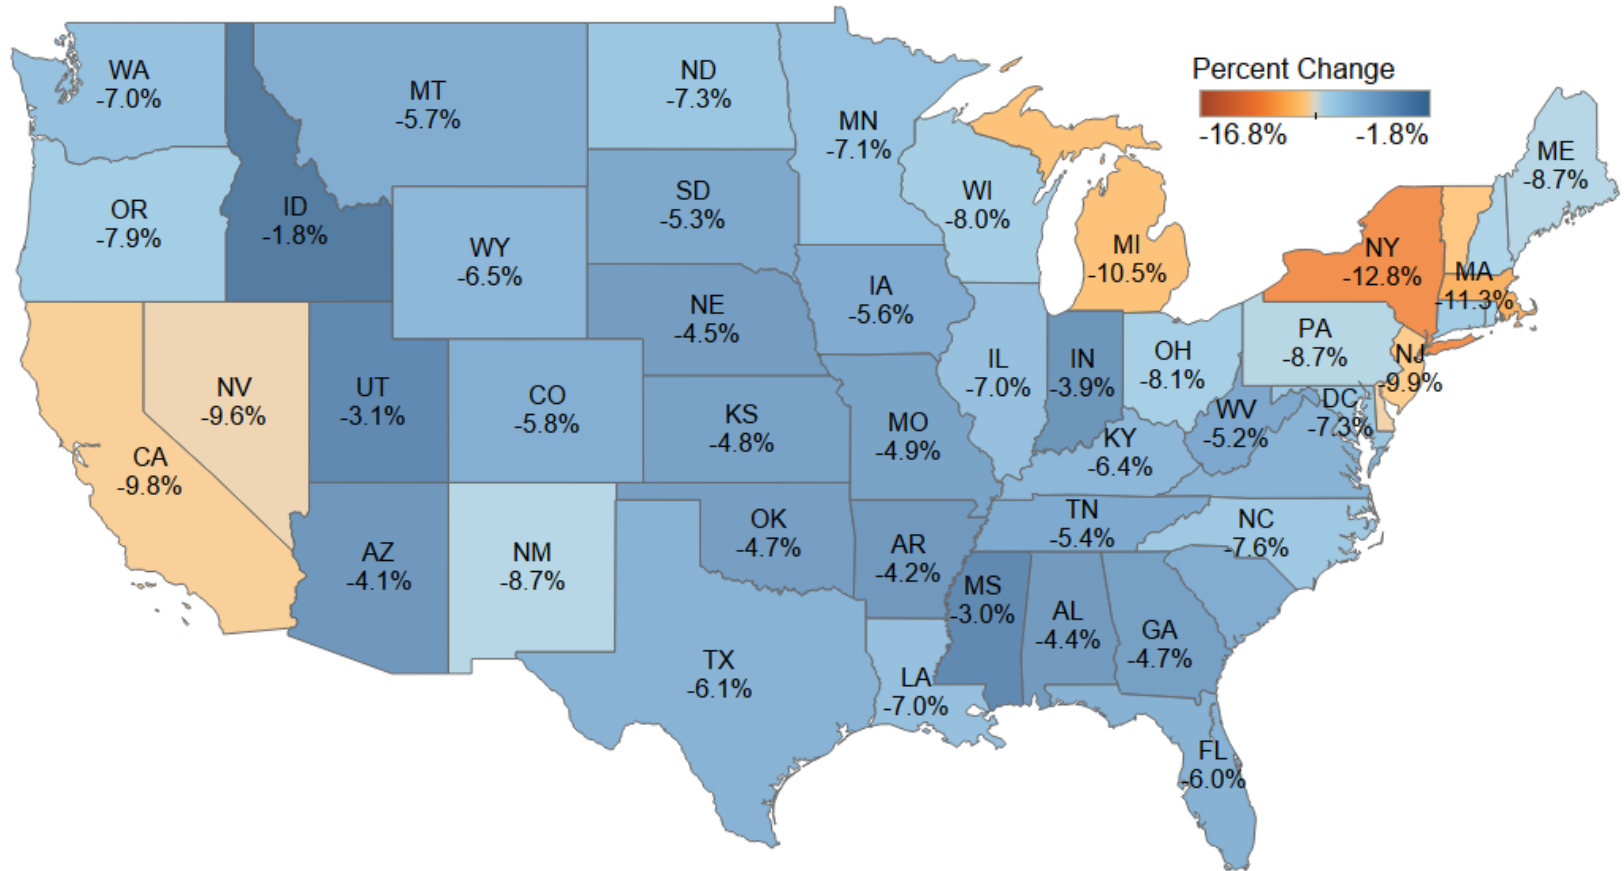 Percent Change
-16.8%
-1.8%
WA
-7.0%
MT
-5.7%
ND
-7.3%
MN
-7.1%
ME
-8.7%
OR
-7.9%
ID
-1.8%
WY
-6.5%
SD
-5.3%
WI
-8.0%
MI
-10.5%
NY
-12.8%
MA
-11.3%
NE
-4.5%
IA
-5.6%
PA
-8.7%
NJ
-9.9%
CA
-9.8%
NV
-9.6%
UT
-3.1%
CO
-5.8%
KS
-4.8%
MO
-4.9%
IL
-7.0%
IN
-3.9%
OH
-8.1%
WV
-5.2%
DC
-7.3%
KY
-6.4%
AZ
-4.1%
NM
-8.7%
OK
-4.7%
AR
-4.2%
TN
-5.4%
NC
-7.6%
MS
-3.0%
AL
-4.4%
GA
-4.7%
TX
-6.1%
LA
-7.0%
FL
-6.0%